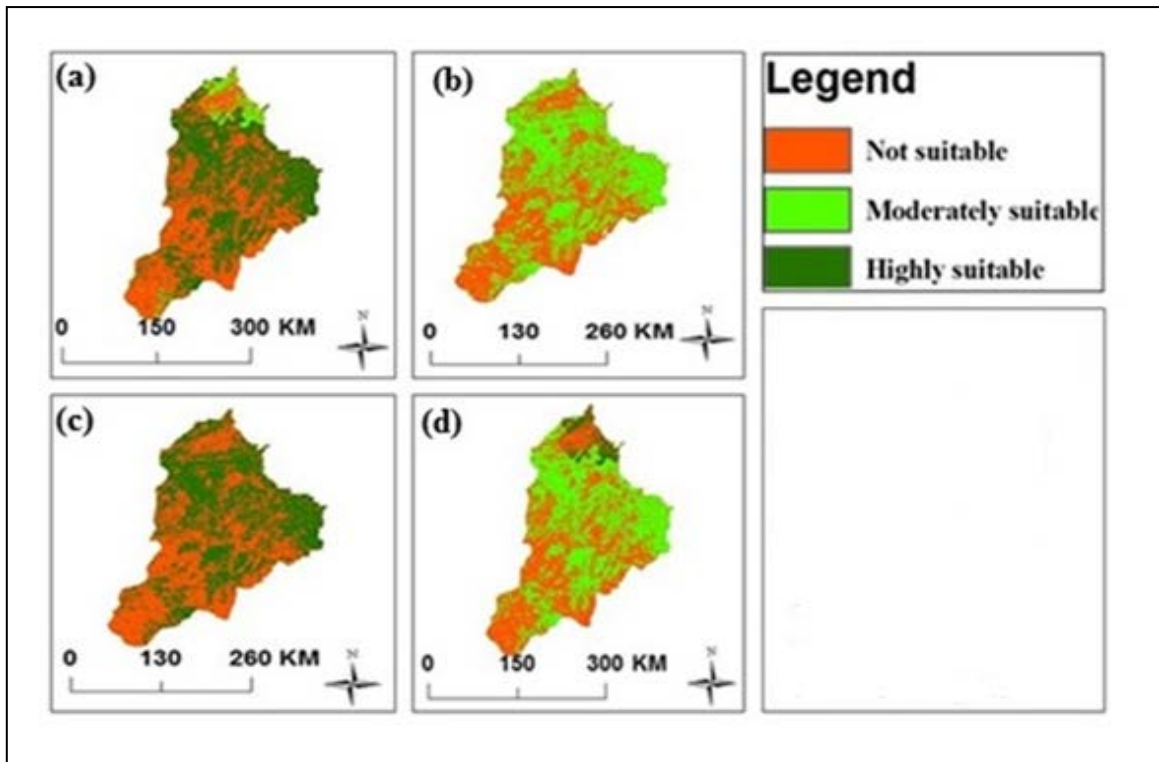 (a)
N
0 150 300 KM
(b)
N
0 130 260 KM
Legend
Not suitable
Moderately suitable
Highly suitable
(c)
N
0 130 260 KM
(d)
N
0 150 300 KM